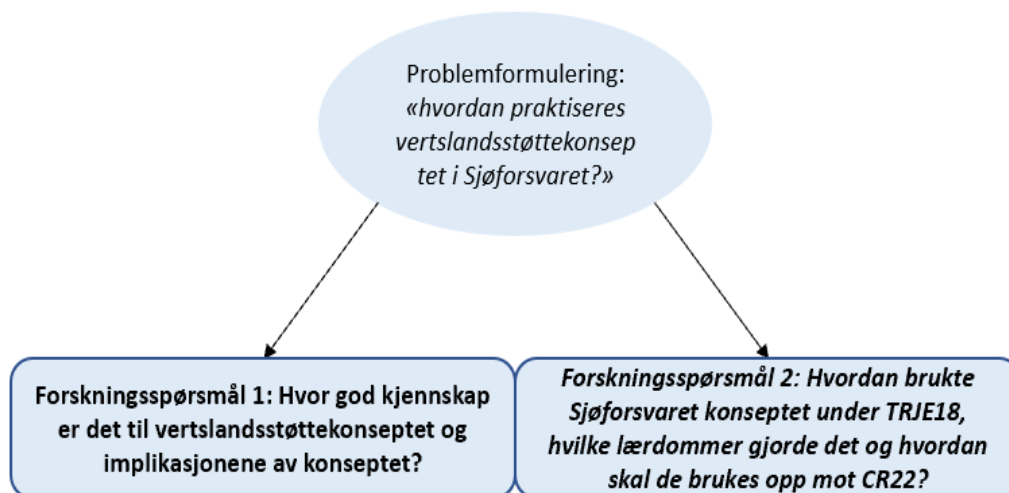 Problemformulering:
«hvordan praktiseres
vertslandsstøttekonsep
tet i Sjøforsvaret?»
Forskningsspørsmål 1: Hvor god kjennskap
er det til vertslandsstøttekonseptet og
implikasjonene av konseptet?
Forskningsspørsmål 2: Hvordan brukte
Sjøforsvaret konseptet under TRJE18,
hvilke lærdommer gjorde det og hvordan
skal de brukes opp mot CR22?